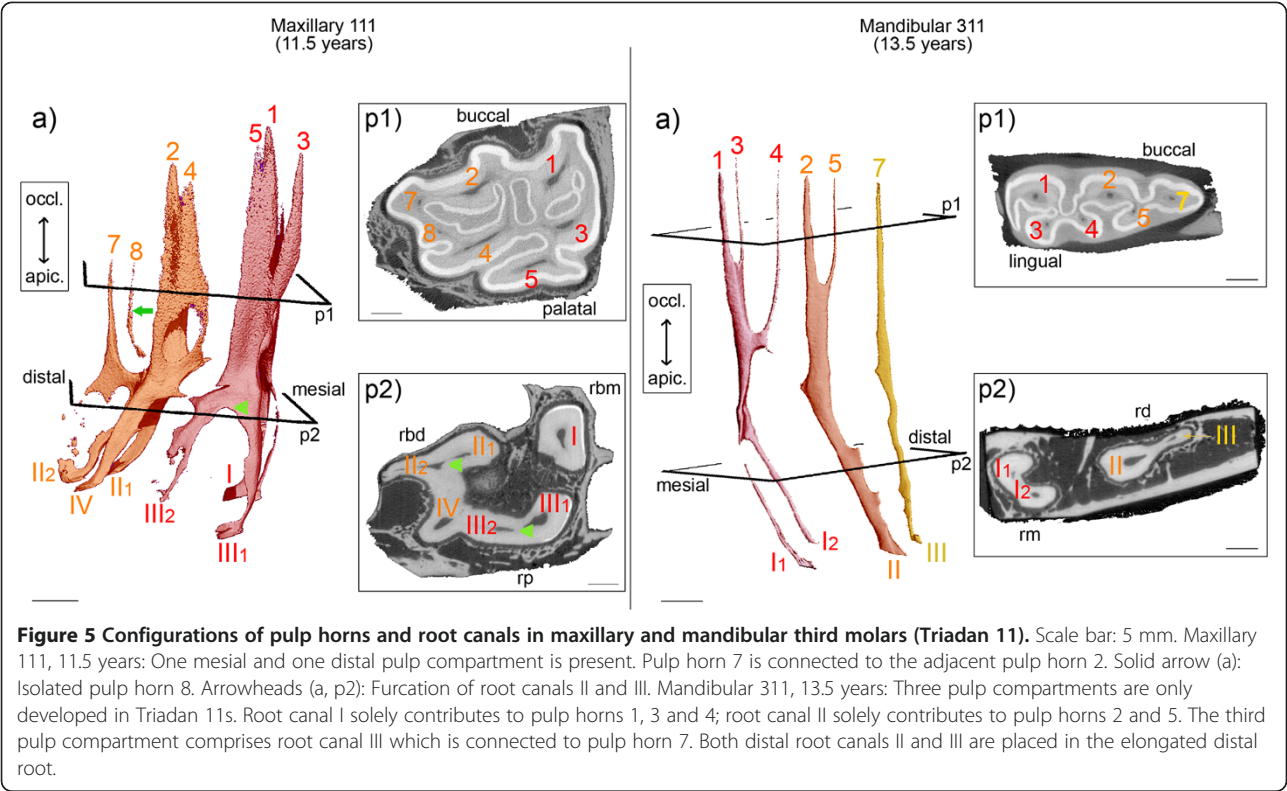 Maxillary 111
(11.5 years)
a)
1
5
3
2
4
7
8
occl.
apic.
p1
distal
mesial
p2
II2
IV
II1
III2
I
III1
p1)
buccal
1
2
7
8
4
3
5
palatal
p2)
rbm
rbd
II1
I
II2
IV
III1
III2
rp
Mandibular 311
(13.5 years)
a)
1
3
4
2
5
7
p1
occl.
apic.
distal
p2
mesial
I1
I2
II
III
p1)
buccal
1
2
7
3
4
5
lingual
p2)
rd
III
I1
II
I2
rm
Figure 5 Configurations of pulp horns and root canals in maxillary and mandibular third molars (Triadan 11). Scale bar: 5 mm. Maxillary
111, 11.5 years: One mesial and one distal pulp compartment is present. Pulp horn 7 is connected to the adjacent pulp horn 2. Solid arrow (a):
Isolated pulp horn 8. Arrowheads (a, p2): Furcation of root canals II and III. Mandibular 311, 13.5 years: Three pulp compartments are only
developed in Triadan 11s. Root canal I solely contributes to pulp horns 1, 3 and 4; root canal II solely contributes to pulp horns 2 and 5. The third
pulp compartment comprises root canal III which is connected to pulp horn 7. Both distal root canals II and III are placed in the elongated distal
root.